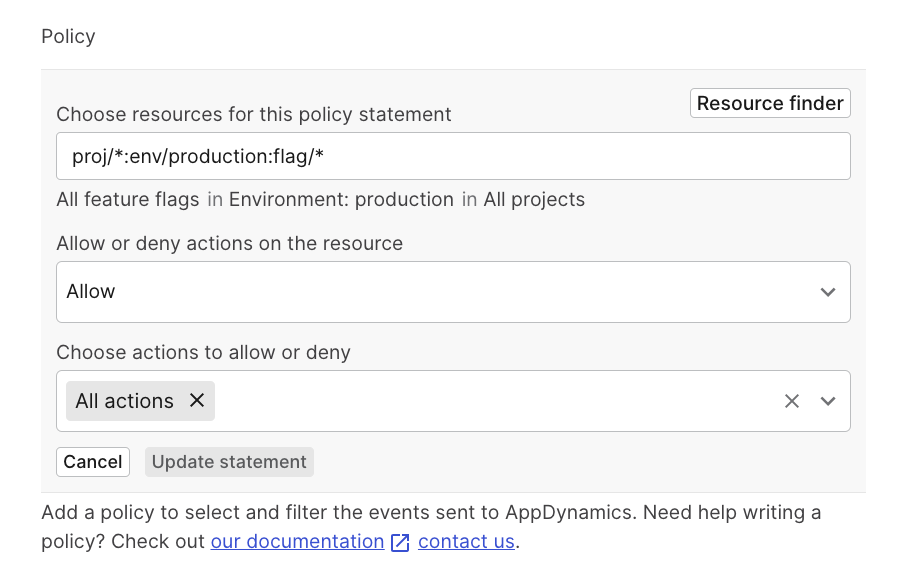 Policy
Choose resources for this policy statement
Resource finder
proj/*:env/production:flag/*
All feature flags in Environment: production in All projects
Allow or deny actions on the resource
Allow
Choose actions to allow or deny
All actions
Cancel
Update statement
Add a policy to select and filter the events sent to AppDynamics. Need help writing a
policy? Check out our documentation contact us.